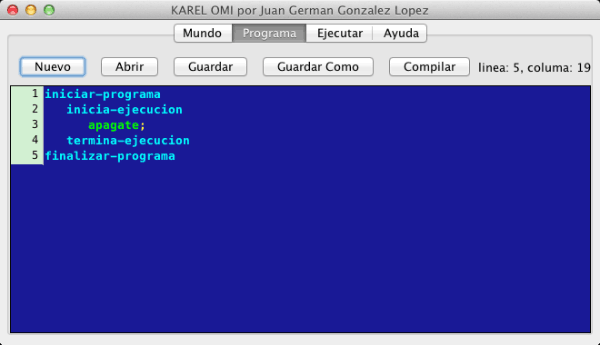 KAREL OMI por Juan German Gonzalez Lopez
Mundo Programa Ejecutar Ayuda
Nuevo Abrir Guardar Guardar Como Compilar linea: 5, columa: 19
1 iniciar-programa
2 inicia-ejecucion
3 apagate;
4 termina-ejecucion
5 finalizar-programa